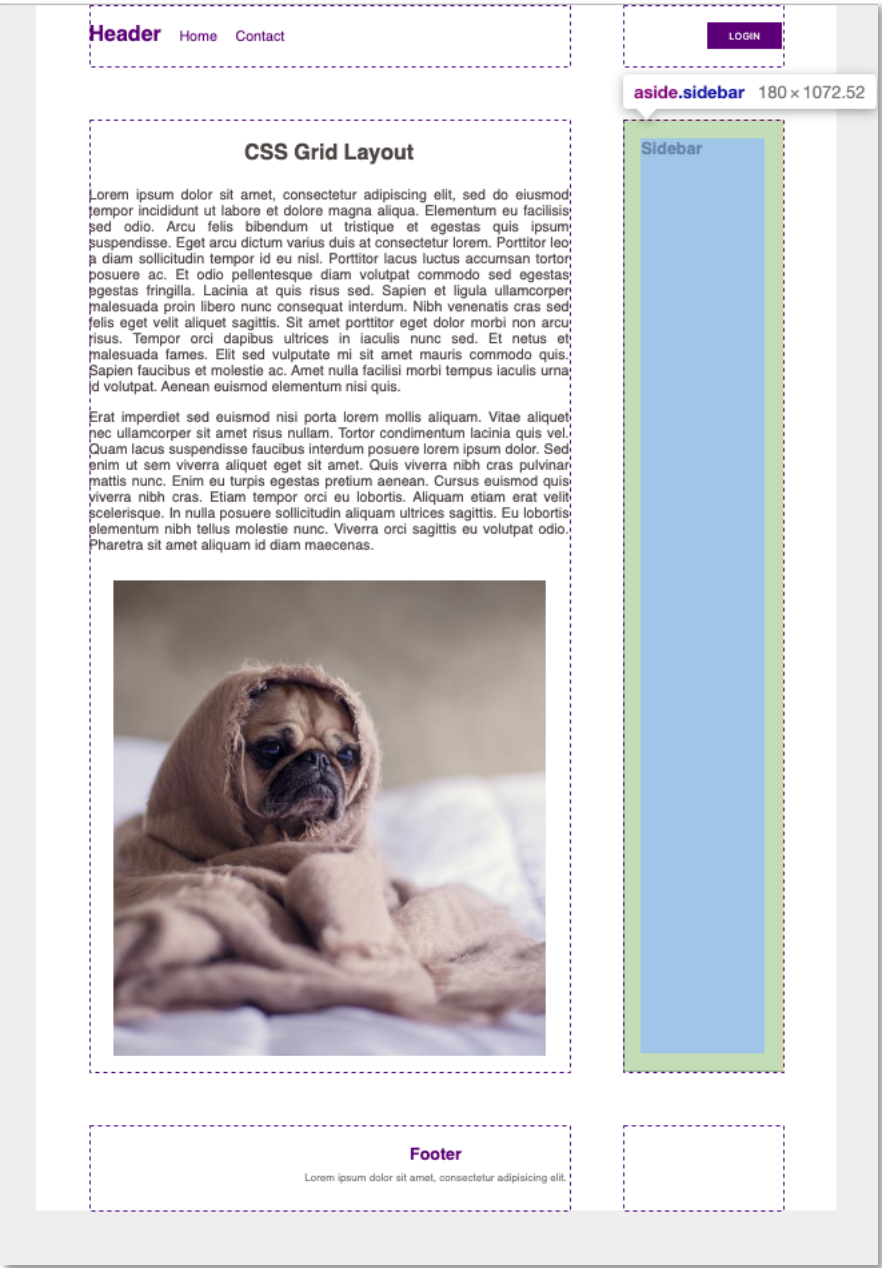 Header Home Contact LOGIN
aside.sidebar 180 × 1072.52
CSS Grid Layout
Sidebar
Lorem ipsum dolor sit amet, consectetur adipiscing elit, sed do eiusmod
tempor incididunt ut labore et dolore magna aliqua. Elementum eu facilisis
sed odio. Arcu felis bibendum ut tristique et egestas quis ipsum
suspendisse. Eget arcu dictum varius duis at consectetur lorem. Porttitor leo
a diam sollicitudin tempor id eu nisl. Porttitor lacus luctus accumsan tortor
posuere ac. Et odio pellentesque diam volutpat commodo sed egestas
egestas fringilla. Lacinia at quis risus sed. Sapien et ligula ullamcorper
malesuada proin libero nunc consequat interdum. Nibh venenatis cras sed
felis eget velit aliquet sagittis. Sit amet porttitor eget dolor morbi non arcu
risus. Tempor orci dapibus ultrices in iaculis nunc sed. Et netus et
malesuada fames. Elit sed vulputate mi sit amet mauris commodo quis.
Sapien faucibus et molestie ac. Amet nulla facilisi morbi tempus iaculis urna
id volutpat. Aenean euismod elementum nisi quis.
Erat imperdiet sed euismod nisi porta lorem mollis aliquam. Vitae aliquet
nec ullamcorper sit amet risus nullam. Tortor condimentum lacinia quis vel.
Quam lacus suspendisse faucibus interdum posuere lorem ipsum dolor. Sed
enim ut sem viverra aliquet eget sit amet. Quis viverra nibh cras pulvinar
mattis nunc. Enim eu turpis egestas pretium aenean. Cursus euismod quis
viverra nibh cras. Etiam tempor orci eu lobortis. Aliquam etiam erat velit
scelerisque. In nulla posuere sollicitudin aliquam ultrices sagittis. Eu lobortis
elementum nibh tellus molestie nunc. Viverra orci sagittis eu volutpat odio.
Pharetra sit amet aliquam id diam maecenas.
Footer
Lorem ipsum dolor sit amet, consectetur adipisicing elit.